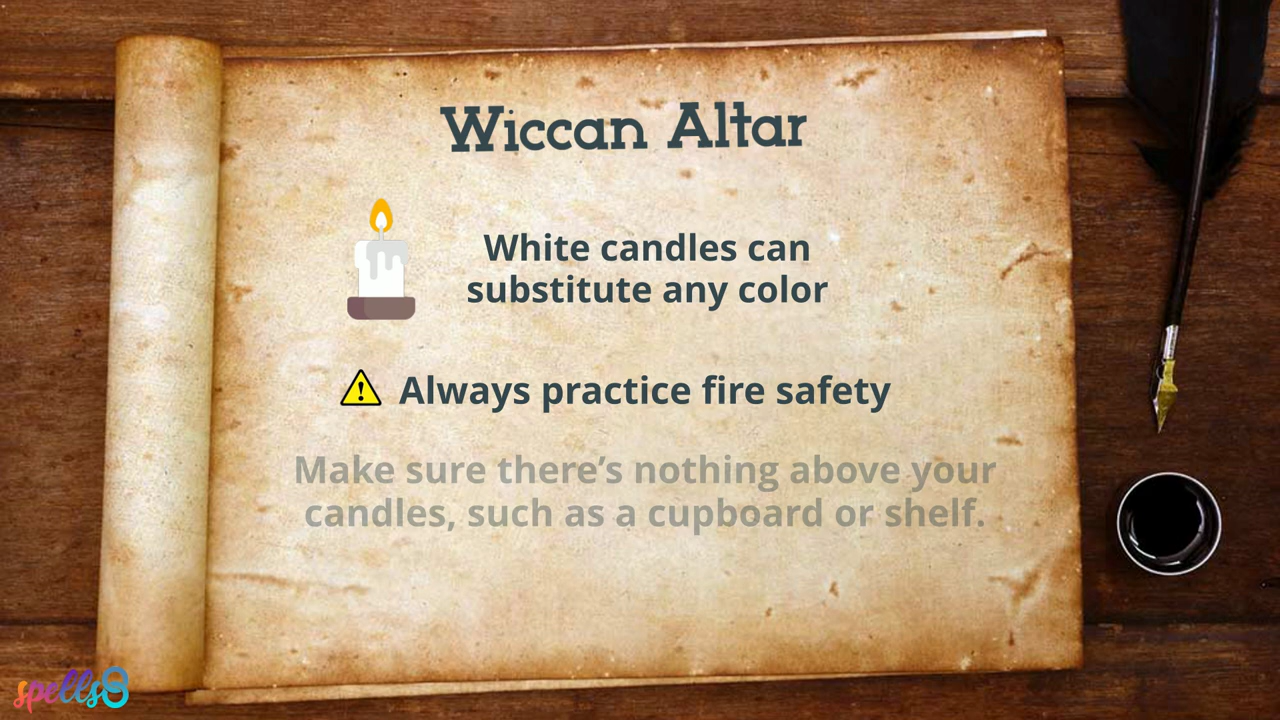 Wiccan Altar
White candles can
substitute any color
Always practice fire safety
Make sure there’s nothing above your
candles, such as a cupboard or shelf.
spells8